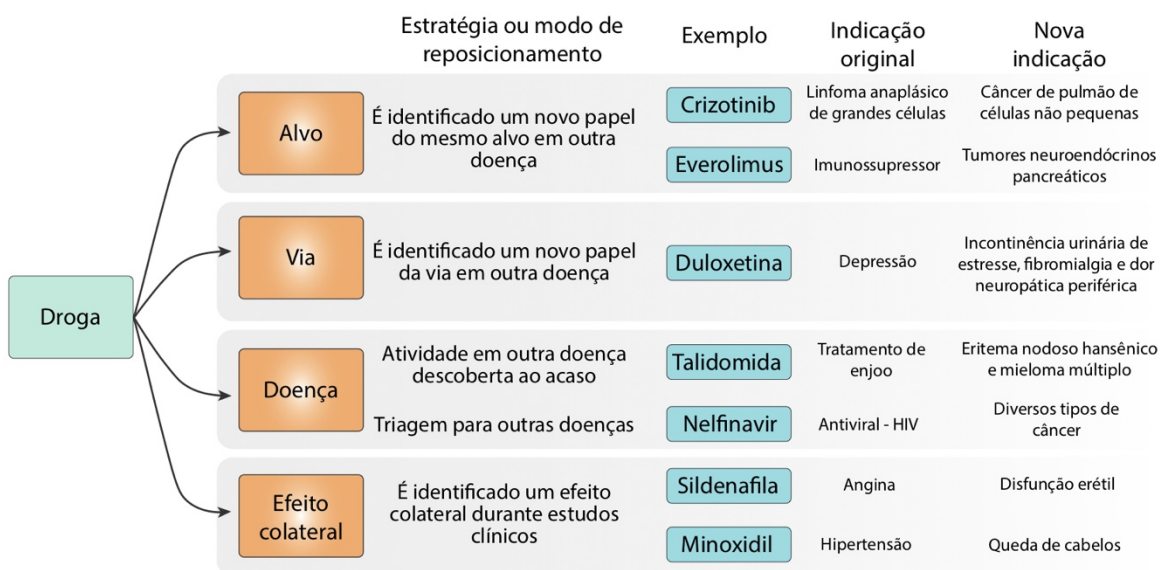 Estratégia ou modo de
reposicionamento
Exemplo
Indicação
original
Nova
indicação
Droga
Alvo
É identificado um novo papel
do mesmo alvo em outra
doença
Crizotinib
Linfoma anaplásico
de grandes células
Câncer de pulmão de
células não pequenas
Everolimus
Imunossupressor
Tumores neuroendócrinos
pancreáticos
Via
É identificado um novo papel
da via em outra doença
Duloxetina
Depressão
Incontinência urinária de
estresse, fibromialgia e dor
neuropática periférica
Doença
Atividade em outra doença
descoberta ao acaso
Talidomida
Tratamento de
enjoo
Eritema nodoso hansênico
e mieloma múltiplo
Triagem para outras doenças
Nelfinavir
Antiviral - HIV
Diversos tipos de
câncer
Efeito
colateral
É identificado um efeito
colateral durante estudos
clínicos
Sildenafila
Angina
Disfunção erétil
Minoxidil
Hipertensão
Queda de cabelos